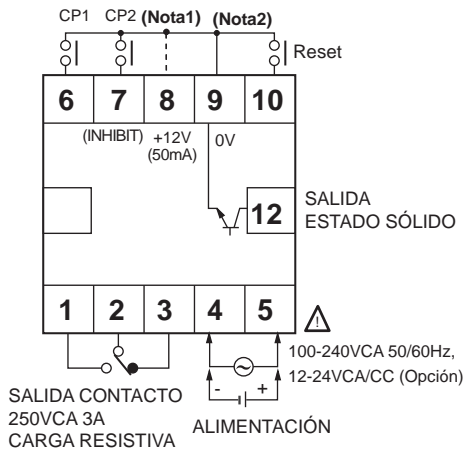 CP1 CP2 (Nota1) (Nota2)
Reset
6 7 8 9 10
(INHIBIT) +12V 0V
(50mA)
12
SALIDA
ESTADO SÓLIDO
1 2 3 4 5
!
100-240VCA 50/60Hz,
12-24VCA/CC (Opción)
- +
SALIDA CONTACTO
250VCA 3A
CARGA RESISTIVA
ALIMENTACIÓN